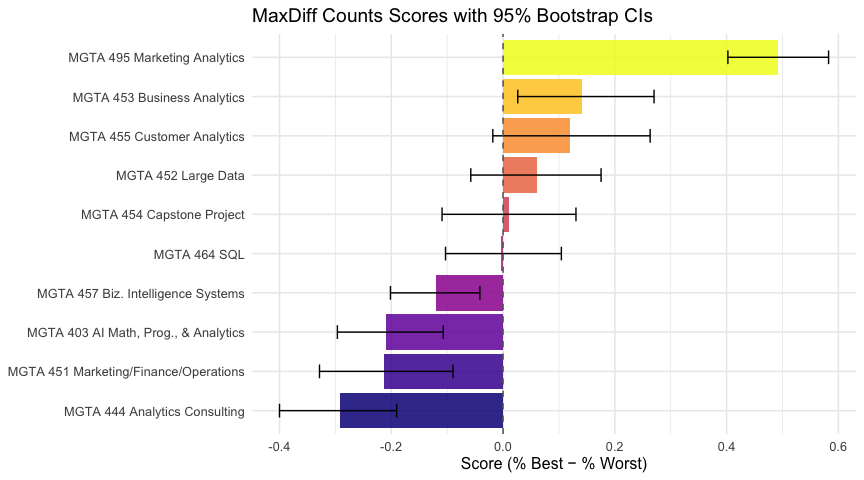 MaxDiff Counts Scores with 95% Bootstrap CIs
MGTA 495 Marketing Analytics
MGTA 453 Business Analytics
MGTA 455 Customer Analytics
MGTA 452 Large Data
MGTA 454 Capstone Project
MGTA 464 SQL
MGTA 457 Biz. Intelligence Systems
MGTA 403 AI Math, Prog., & Analytics
MGTA 451 Marketing/Finance/Operations
MGTA 444 Analytics Consulting
-0.4 -0.2 0.0 0.2 0.4 0.6
Score (% Best − % Worst)